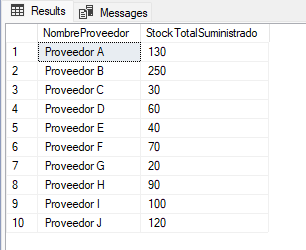 Results Messages
NombreProveedor StockTotalSuministrado
1 Proveedor A 130
2 Proveedor B 250
3 Proveedor C 30
4 Proveedor D 60
5 Proveedor E 40
6 Proveedor F 70
7 Proveedor G 20
8 Proveedor H 90
9 Proveedor I 100
10 Proveedor J 120